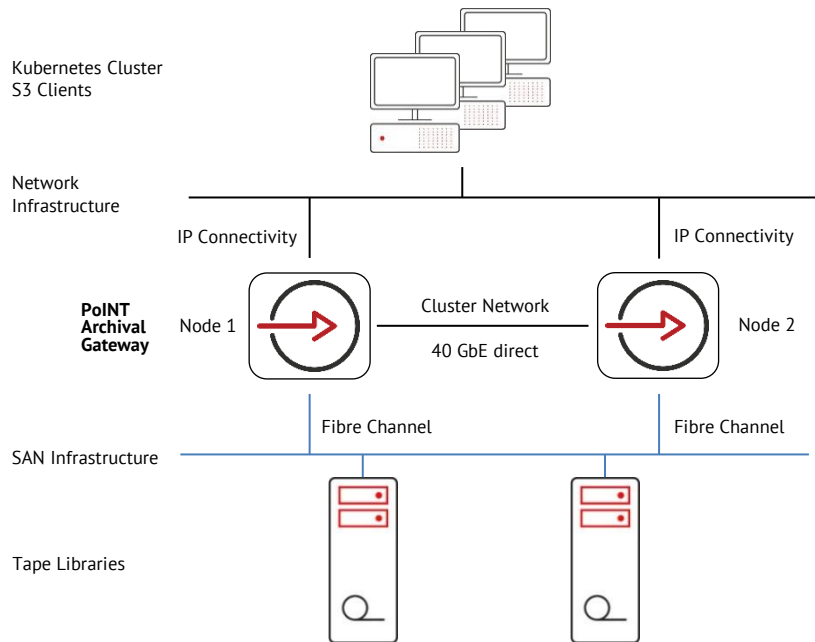 Kubernetes Cluster
S3 Clients
Network
Infrastructure
IP Connectivity
IP Connectivity
PoINT
Archival
Gateway
Node 1
Cluster Network
40 GbE direct
Node 2
Fibre Channel
Fibre Channel
SAN Infrastructure
Tape Libraries